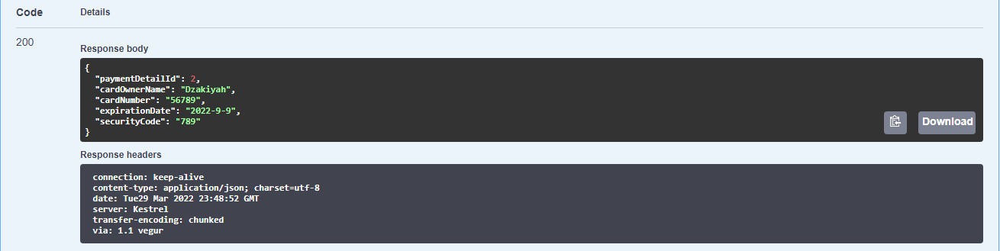 Code Details
200
Response body
{
"paymentDetailId": 2,
"cardOwnerName": "Dzakiyah",
"cardNumber": "56789",
"expirationDate": "2022-9-9",
"securityCode": "789"
}
Download
Response headers
connection: keep-alive
content-type: application/json; charset=utf-8
date: Tue29 Mar 2022 23:48:52 GMT
server: Kestrel
transfer-encoding: chunked
via: 1.1 vegur